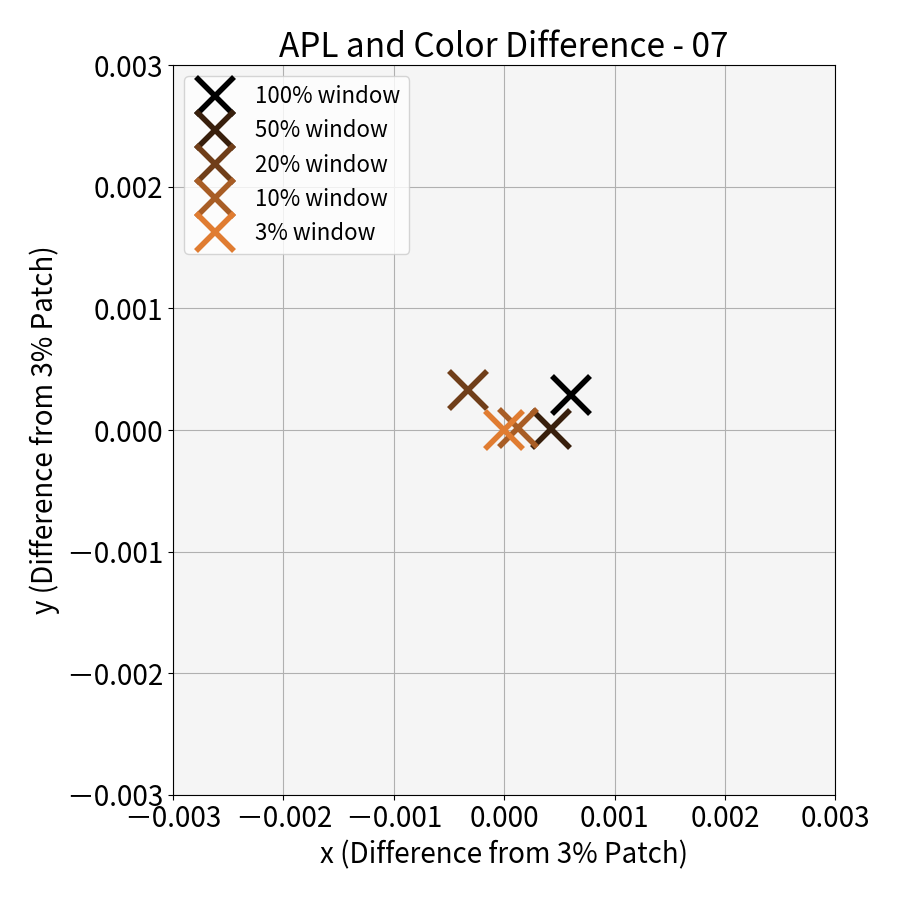 APL and Color Difference - 07
0.003
0.002
0.001
0.000
−0.001
−0.002
−0.003
y (Difference from 3% Patch)
100% window
50% window
20% window
10% window
3% window
−0.003 −0.002 −0.001 0.000 0.001 0.002 0.003
x (Difference from 3% Patch)